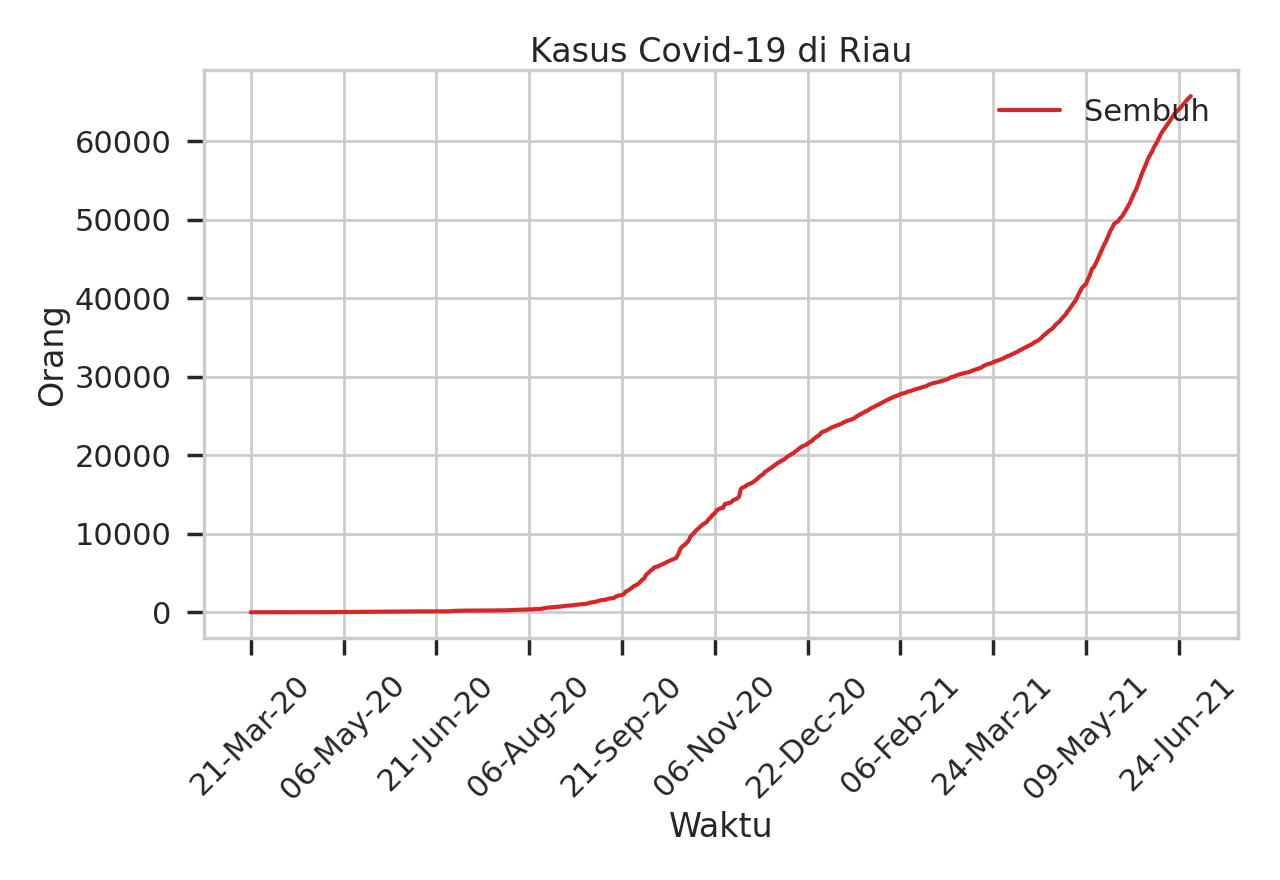 Kasus Covid-19 di Riau
Sembuh
Orang
60000
50000
40000
30000
20000
10000
0
21-Mar-20
06-May-20
21-Jun-20
06-Aug-20
21-Sep-20
06-Nov-20
22-Dec-20
06-Feb-21
24-Mar-21
09-May-21
24-Jun-21
Waktu